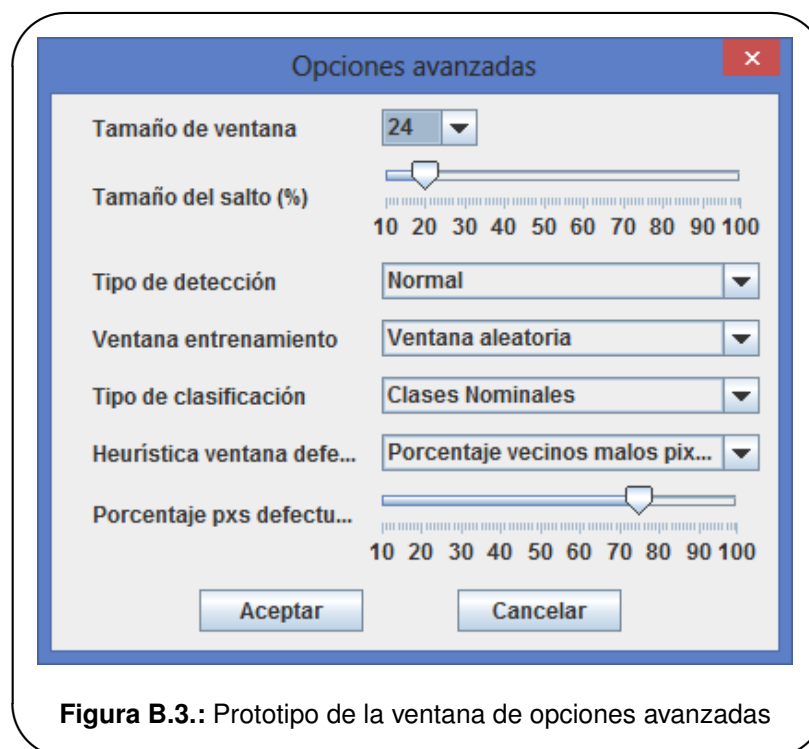 Opciones avanzadas
Tamaño de ventana 24
Tamaño del salto (%)
10 20 30 40 50 60 70 80 90 100
Tipo de detección Normal
Ventana entrenamiento Ventana aleatoria
Tipo de clasificación Clases Nominales
Heurística ventana defe... Porcentaje vecinos malos pix...
Porcentaje pxs defectu...
10 20 30 40 50 60 70 80 90 100
Aceptar Cancelar
Figura B.3.: Prototipo de la ventana de opciones avanzadas